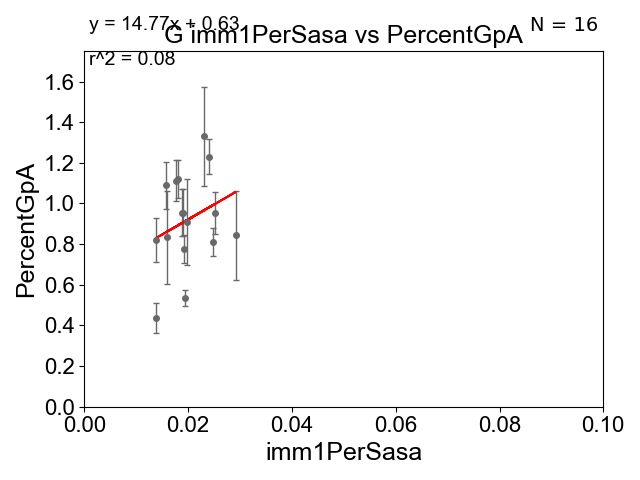 y = 14.77x + 0.63
N = 16
G imm1PerSasa vs PercentGpA
r^2 = 0.08
PercentGpA
1.6
1.4
1.2
1.0
0.8
0.6
0.4
0.2
0.0
0.00 0.02 0.04 0.06 0.08 0.10
imm1PerSasa